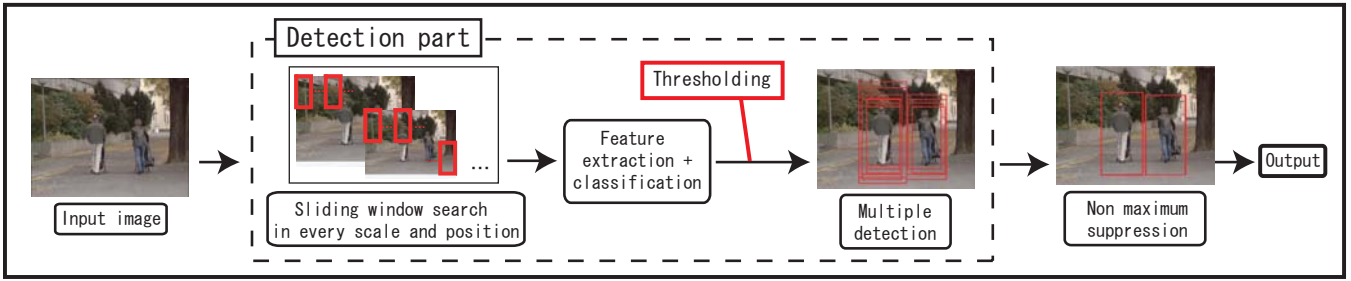 Detection part
Thresholding
Feature
extraction +
classification
...
...
Output
Input image
Sliding window search
in every scale and position
Multiple
detection
Non maximum
suppression